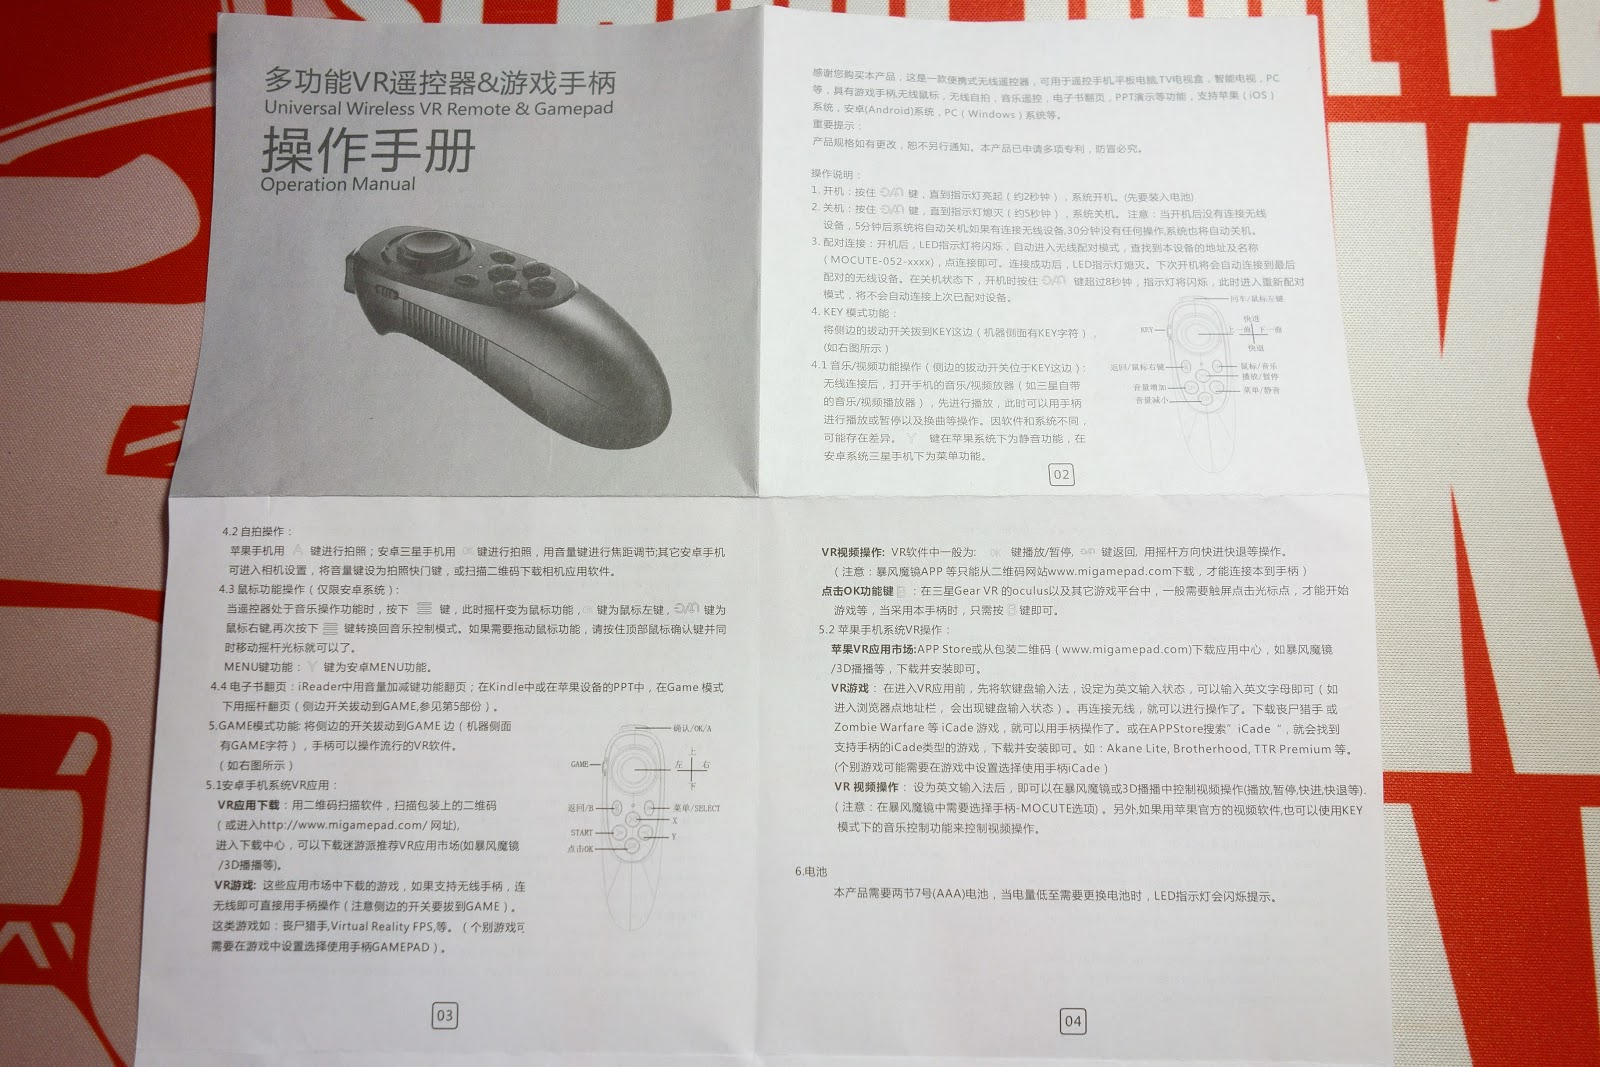 多功能VR遥控器&游戏手柄
Universal Wireless VR Remote & Gamepad
操作手册
Operation Manual
感谢您购买本产品，这是一款便携式无线遥控器，可用于遥控手机,平板电脑,TV电视盒，智能电视，PC
等，具有游戏手柄,无线鼠标，无线自拍，音乐遥控，电子书翻页，PPT演示等功能，支持苹果（iOS）
系统，安卓(Android)系统，PC（Windows）系统等。
重要提示：
产品规格如有更改，恕不另行通知。本产品已申请多项专利，防冒必究。
操作说明：
1. 开机：按住 键，直到指示灯亮起（约2秒钟），系统开机。(先要装入电池)
2. 关机：按住 键，直到指示灯熄灭（约5秒钟），系统关机。 注意：当开机后没有连接无线
设备，5分钟后系统将自动关机;如果有连接无线设备,30分钟没有任何操作,系统也将自动关机。
3. 配对连接：开机后，LED指示灯将闪烁，自动进入无线配对模式，查找到本设备的地址及名称
（MOCUTE-052-xxxx)，点连接即可。连接成功后，LED指示灯熄灭。下次开机将会自动连接到最后
配对的无线设备。在关机状态下，开机时按住 键超过8秒钟，指示灯将闪烁，此时进入重新配对
模式，将不会自动连接上次已配对设备。
4. KEY 模式功能：
将侧边的拔动开关拨到KEY这边（机器侧面有KEY字符），
(如右图所示）
4.1 音乐/视频功能操作（侧边的拔动开关位于KEY这边）:
无线连接后，打开手机的音乐/视频放器（如三星自带
的音乐/视频播放器），先进行播放，此时可以用手柄
进行播放或暂停以及换曲等操作。因软件和系统不同，
可能存在差异。 Y 键在苹果系统下为静音功能，在
安卓系统三星手机下为菜单功能。
回车/鼠标左键
快进
KEY
上一曲 下一曲
快退
返回/鼠标右键
鼠标/音乐
播放/暂停
音量增加
菜单/静音
音量减小
02
4.2 自拍操作：
苹果手机用 A 键进行拍照；安卓三星手机用 OK 键进行拍照，用音量键进行焦距调节;其它安卓手机
可进入相机设置，将音量键设为拍照快门键，或扫描二维码下载相机应用软件。
4.3 鼠标功能操作（仅限安卓系统）：
当遥控器处于音乐操作功能时，按下 键，此时摇杆变为鼠标功能，OK 键为鼠标左键， 键为
鼠标右键,再次按下 键转换回音乐控制模式。如果需要拖动鼠标功能，请按住顶部鼠标确认键并同
时移动摇杆光标就可以了。
MENU键功能： Y 键为安卓MENU功能。
4.4 电子书翻页：iReader中用音量加减键功能翻页；在Kindle中或在苹果设备的PPT中，在Game 模式
下用摇杆翻页（侧边开关拔动到GAME,参见第5部份）。
5.GAME模式功能: 将侧边的开关拔动到GAME 边（机器侧面
有GAME字符），手柄可以操作流行的VR软件。
（如右图所示）
5.1安卓手机系统VR应用：
VR应用下载：用二维码扫描软件，扫描包装上的二维码
（或进入http://www.migamepad.com/ 网址),
进入下载中心，可以下载迷游派推荐VR应用市场(如暴风魔镜
/3D播播等)。
VR游戏: 这些应用市场中下载的游戏，如果支持无线手柄，连
无线即可直接用手柄操作（注意侧边的开关要拔到GAME）。
这类游戏如：丧尸猎手,Virtual Reality FPS,等。（个别游戏可
需要在游戏中设置选择使用手柄GAMEPAD）。
确认/OK/A
上
GAME
左 右
下
返回/B
菜单/SELECT
X
START
Y
点击OK
03
VR视频操作: VR软件中一般为: OK 键播放/暂停, 键返回, 用摇杆方向快进快退等操作。
（注意：暴风魔镜APP 等只能从二维码网站www.migamepad.com下载，才能连接本到手柄）
点击OK功能键 B ：在三星Gear VR 的oculus以及其它游戏平台中，一般需要触屏点击光标点，才能开始
游戏等，当采用本手柄时，只需按 B 键即可。
5.2 苹果手机系统VR操作：
苹果VR应用市场:APP Store或从包装二维码（www.migamepad.com)下载应用中心，如暴风魔镜
/3D播播等，下载并安装即可。
VR游戏：在进入VR应用前，先将软键盘输入法，设定为英文输入状态，可以输入英文字母即可（如
进入浏览器点地址栏， 会出现键盘输入状态）。再连接无线，就可以进行操作了。下载丧尸猎手 或
Zombie Warfare 等 iCade 游戏，就可以用手柄操作了。或在APPStore搜索“ iCade “，就会找到
支持手柄的iCade类型的游戏，下载并安装即可。如：Akane Lite, Brotherhood, TTR Premium 等。
(个别游戏可能需要在游戏中设置选择使用手柄iCade）
VR 视频操作： 设为英文输入法后，即可以在暴风魔镜或3D播播中控制视频操作(播放,暂停,快进,快退等).
(注意：在暴风魔镜中需要选择手柄-MOCUTE选项) 。另外,如果用苹果官方的视频软件,也可以使用KEY
模式下的音乐控制功能来控制视频操作。
6.电池
本产品需要两节7号(AAA)电池，当电量低至需要更换电池时，LED指示灯会闪烁提示。
04